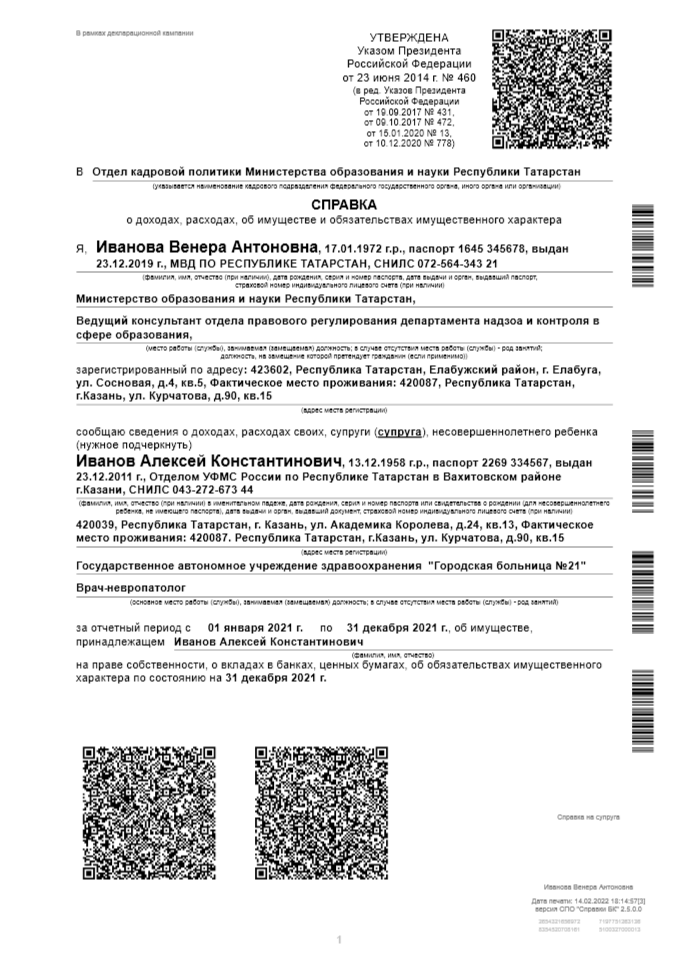 В рамках декларационной кампании
УТВЕРЖДЕНА
Указом Президента
Российской Федерации
от 23 июня 2014 г. № 460
(в ред. Указов Президента
Российской Федерации
от 19.09.2017 № 431,
от 09.10.2017 № 472,
от 15.01.2020 № 13,
от 10.12.2020 № 778)
В Отдел кадровой политики Министерства образования и науки Республики Татарстан
(указывается наименование кадрового подразделения федерального государственного органа, иного органа или организации)
СПРАВКА
о доходах, расходах, об имуществе и обязательствах имущественного характера
Я, Иванова Венера Антоновна, 17.01.1972 г.р., паспорт 1645 345678, выдан
23.12.2019 г., МВД ПО РЕСПУБЛИКЕ ТАТАРСТАН, СНИЛС 072-564-343 21
(фамилия, имя, отчество (при наличии), дата рождения, серия и номер паспорта, дата выдачи и орган, выдавший паспорт,
страховой номер индивидуального лицевого счета (при наличии)
Министерство образования и науки Республики Татарстан,
Ведущий консультант отдела правового регулирования департамента надзоа и контроля в
сфере образования,
(место работы (службы), занимаемая (замещаемая) должность; в случае отсутствия места работы (службы) - род занятий;
должность, на замещение которой претендует гражданин (если применимо))
зарегистрированный по адресу: 423602, Республика Татарстан, Елабужский район, г. Елабуга,
ул. Сосновая, д.4, кв.5, Фактическое место проживания: 420087, Республика Татарстан,
г.Казань, ул. Курчатова, д.90, кв.15
(адрес места регистрации)
сообщаю сведения о доходах, расходах своих, супруги (супруга), несовершеннолетнего ребенка
(нужное подчеркнуть)
Иванов Алексей Константинович, 13.12.1958 г.р., паспорт 2269 334567, выдан
23.12.2011 г., Отделом УФМС России по Республике Татарстан в Вахитовском районе
г.Казани, СНИЛС 043-272-673 44
(фамилия, имя, отчество (при наличии) в именительном падеже, дата рождения, серия и номер паспорта или свидетельства о рождении (для несовершеннолетнего
ребенка, не имеющего паспорта), дата выдачи и орган, выдавший документ, страховой номер индивидуального лицевого счета (при наличии)
420039, Республика Татарстан, г. Казань, ул. Академика Королева, д.24, кв.13, Фактическое
место проживания: 420087. Республика Татарстан, г.Казань, ул. Курчатова, д.90, кв.15
(адрес места регистрации)
Государственное автономное учреждение здравоохранения "Городская больница №21"
Врач-невропатолог
(основное место работы (службы), занимаемая (замещаемая) должность; в случае отсутствия места работы (службы) - род занятий)
за отчетный период с 01 января 2021 г. по 31 декабря 2021 г., об имуществе,
принадлежащем Иванов Алексей Константинович
(фамилия, имя, отчество)
на праве собственности, о вкладах в банках, ценных бумагах, об обязательствах имущественного
характера по состоянию на 31 декабря 2021 г.
Справка на супруга
Иванова Венера Антоновна
Дата печати: 14.02.2022 18:14:57[3]
версия СПО "Справки БК" 2.5.0.0
1